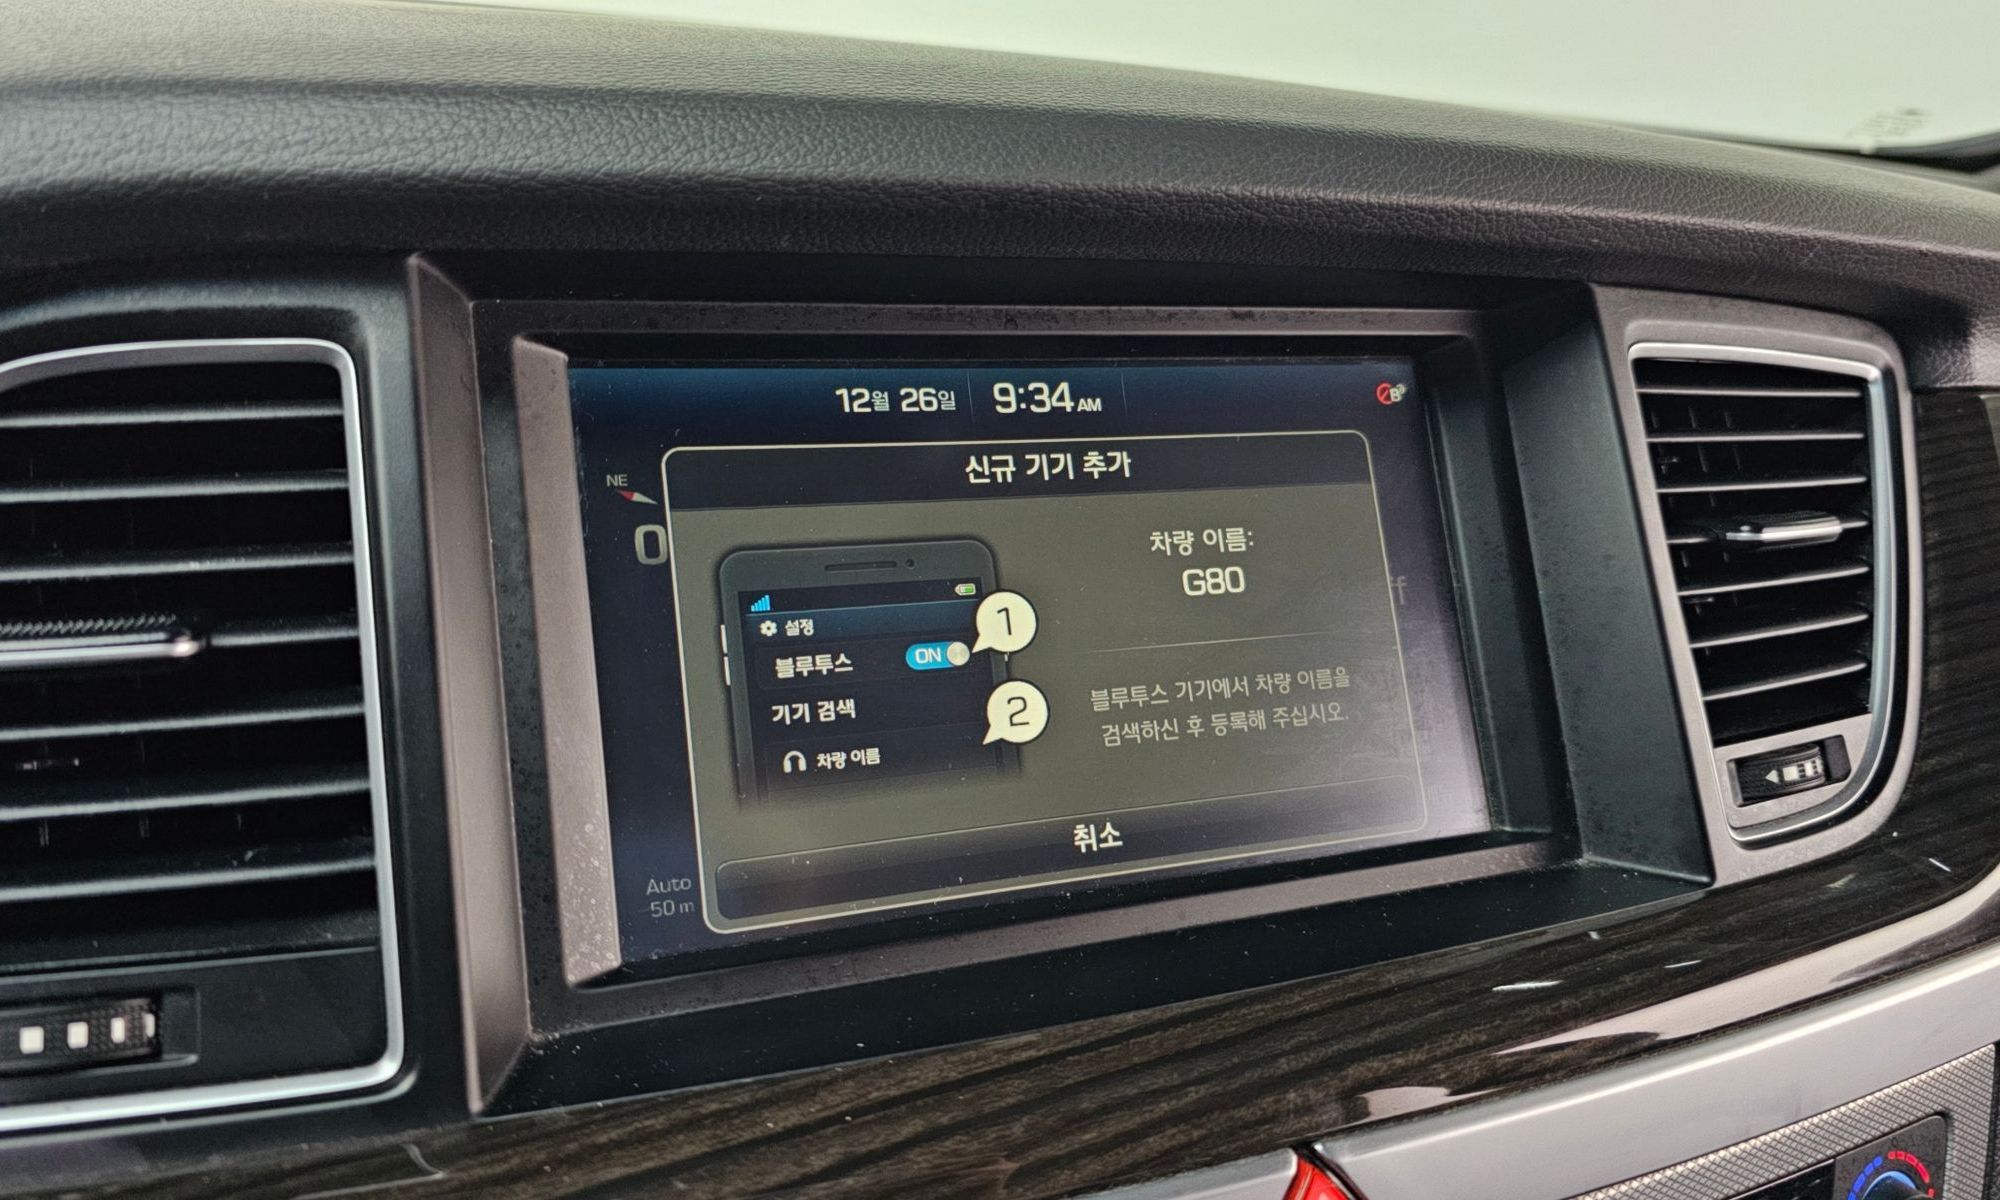 12월 26일 9:34 AM
신규 기기 추가
NE
0
설정
블루투스 ON
1
기기 검색
2
차량 이름
차량 이름:
G80
블루투스 기기에서 차량 이름을
검색하신 후 등록해 주십시오.
취소
Auto
50 m